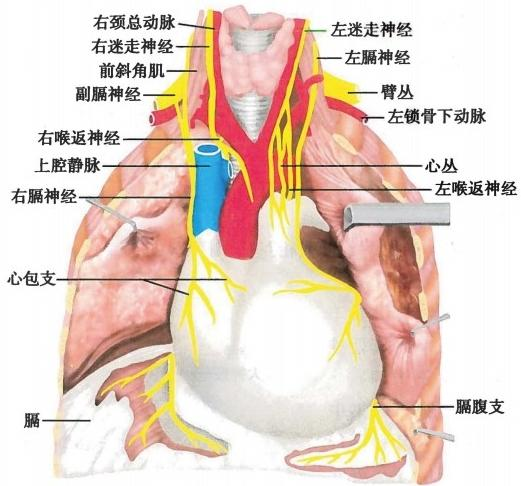 右颈总动脉
左迷走神经
右迷走神经
左膈神经
前斜角肌
副膈神经
臂丛
左锁骨下动脉
右喉返神经
上腔静脉
心丛
左喉返神经
右膈神经
心包支
膈
膈腹支